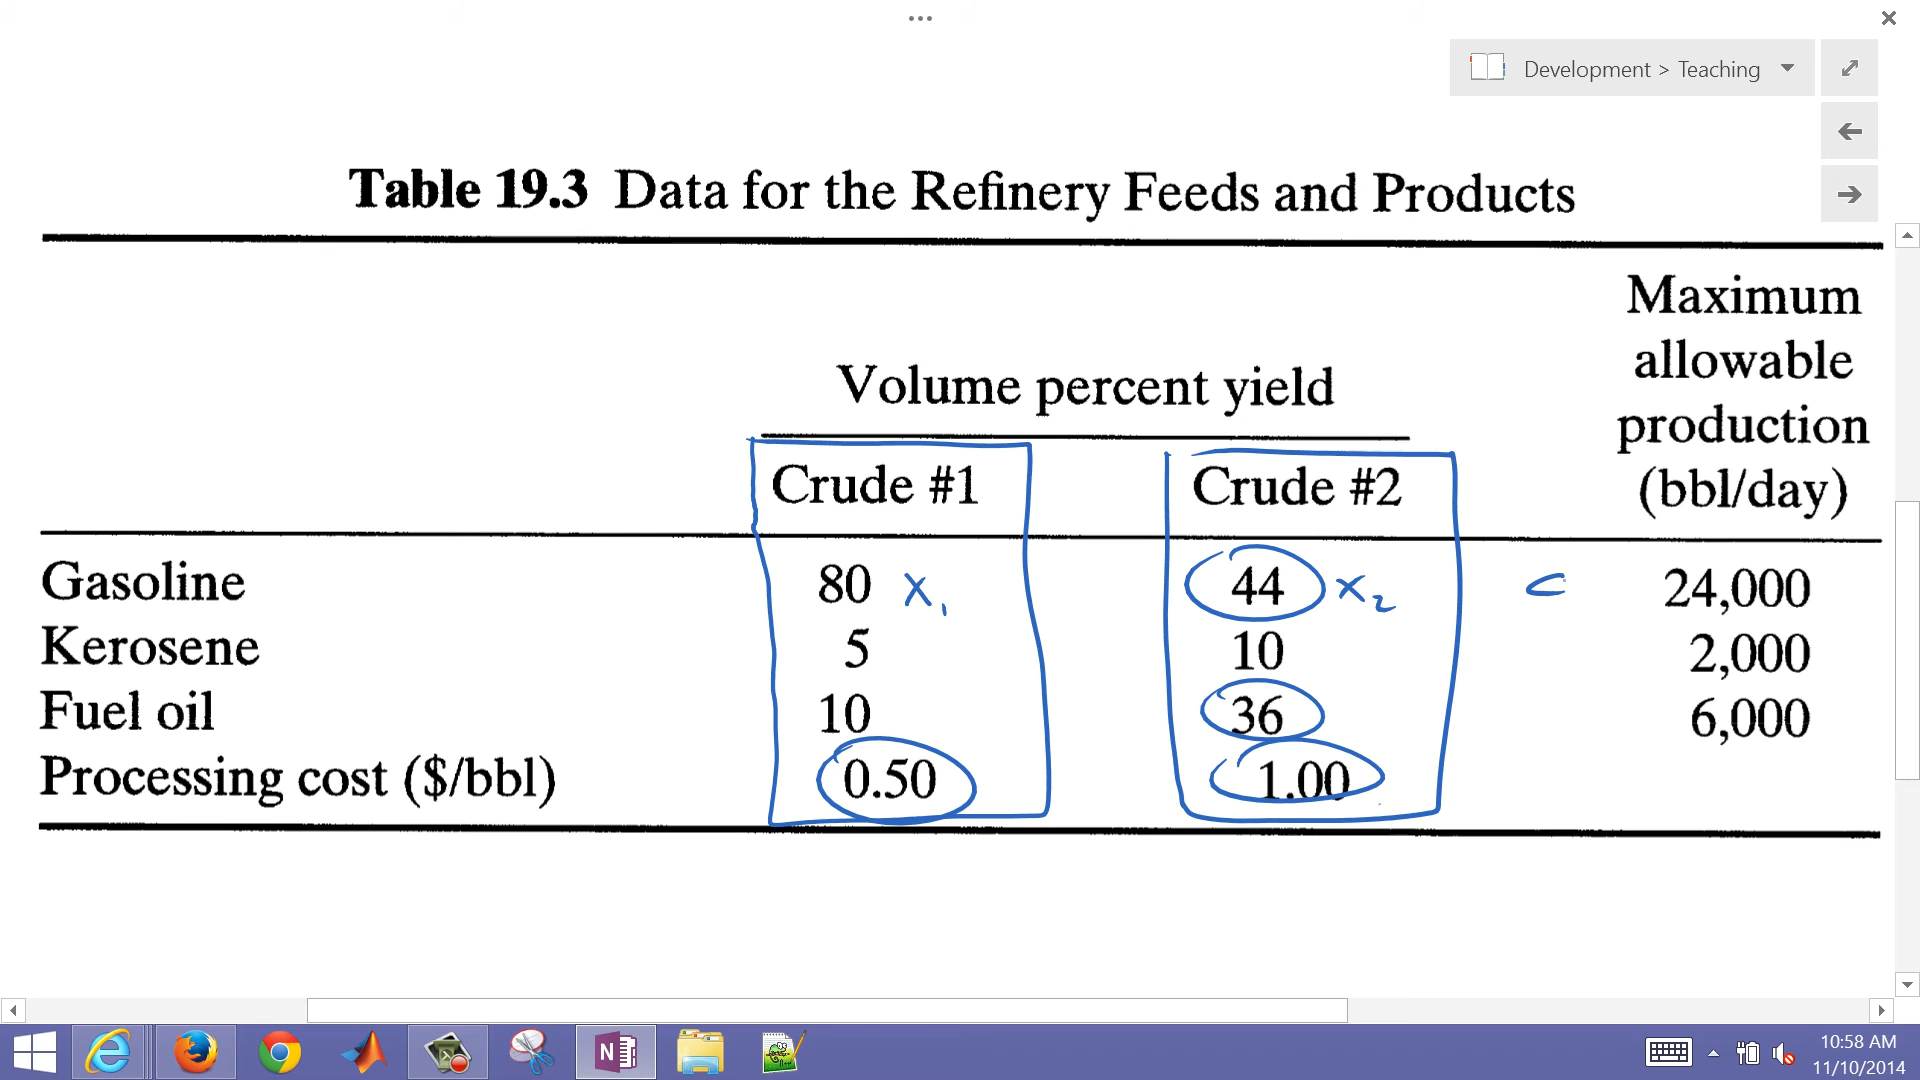 Development > Teaching
Table 19.3 Data for the Refinery Feeds and Products
Maximum
allowable
production
(bbl/day)
Volume percent yield
Crude #1 Crude #2
Gasoline 80 x₁ 44 x₂ < 24,000
Kerosene 5 10 2,000
Fuel oil 10 36 6,000
Processing cost ($/bbl) 0.50 1.00
10:58 AM
11/10/2014